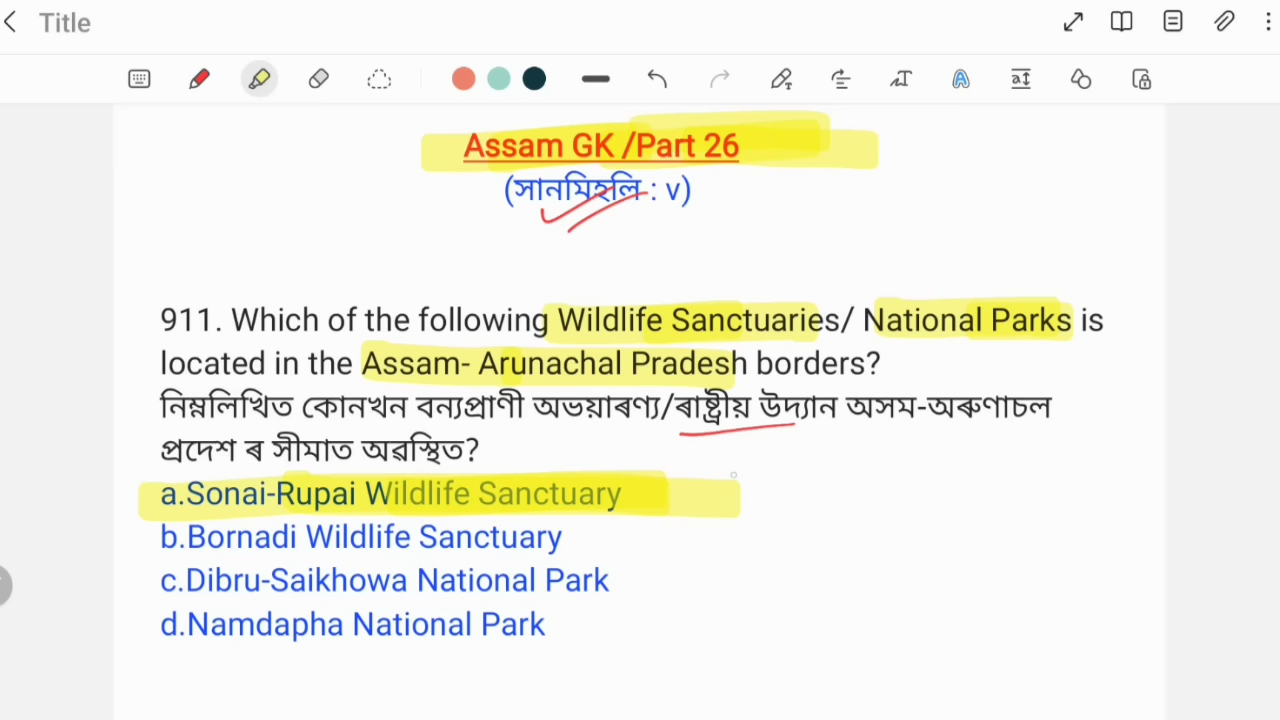 Title
Assam GK /Part 26
(সানমিহলি : v)
911. Which of the following Wildlife Sanctuaries/ National Parks is
located in the Assam- Arunachal Pradesh borders?
নিম্নলিখিত কোনখন বন্যপ্রাণী অভয়াৰণ্য/ৰাষ্ট্ৰীয় উদ্যান অসম-অৰুণাচল
প্ৰদেশ ৰ সীমাত অৱস্থিত?
a.Sonai-Rupai Wildlife Sanctuary
b.Bornadi Wildlife Sanctuary
c.Dibru-Saikhowa National Park
d.Namdapha National Park